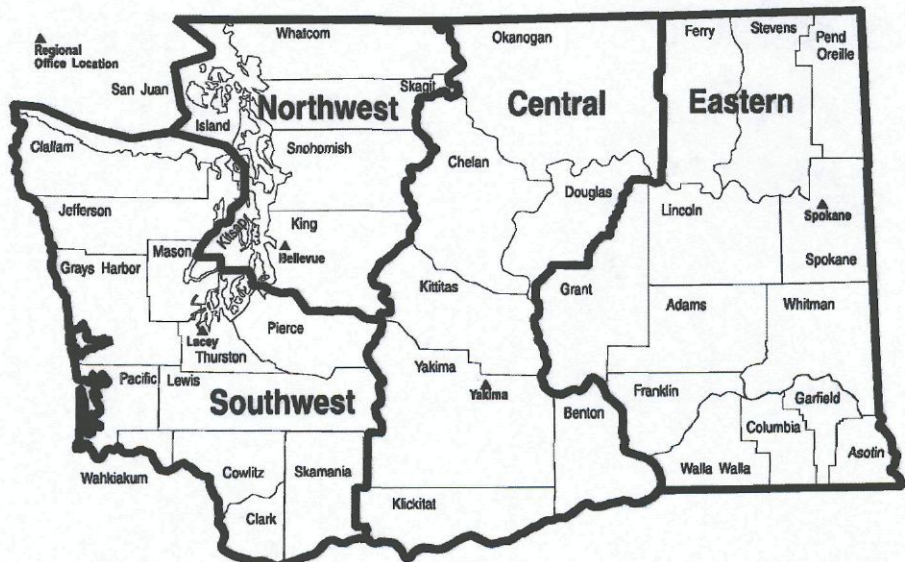 ▲
Regional
Office Location
San Juan
Whatcom
Skagit
Northwest
Island
Snohomish
Clallam
Jefferson
Kitsap
King
▲
Bellevue
Mason
Grays Harbor
▲
Lacey
Thurston
Pierce
Pacific
Lewis
Southwest
Wahkiakum
Cowlitz
Skamania
Clark
Okanogan
Central
Chelan
Douglas
Kittitas
Yakima
▲
Yakima
Benton
Klickitat
Ferry
Stevens
Pend
Oreille
Eastern
Lincoln
▲
Spokane
Spokane
Grant
Adams
Whitman
Franklin
Garfield
Columbia
Walla Walla
Asotin